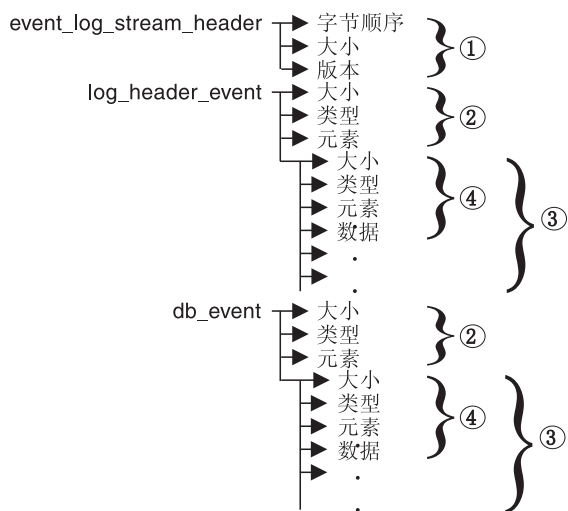 event_log_stream_header 字节顺序
大小 ①
版本
log_header_event 大小
类型 ②
元素
大小
类型
元素 ④
数据 ③
db_event 大小
类型 ②
元素
大小
类型
元素 ④
数据 ③